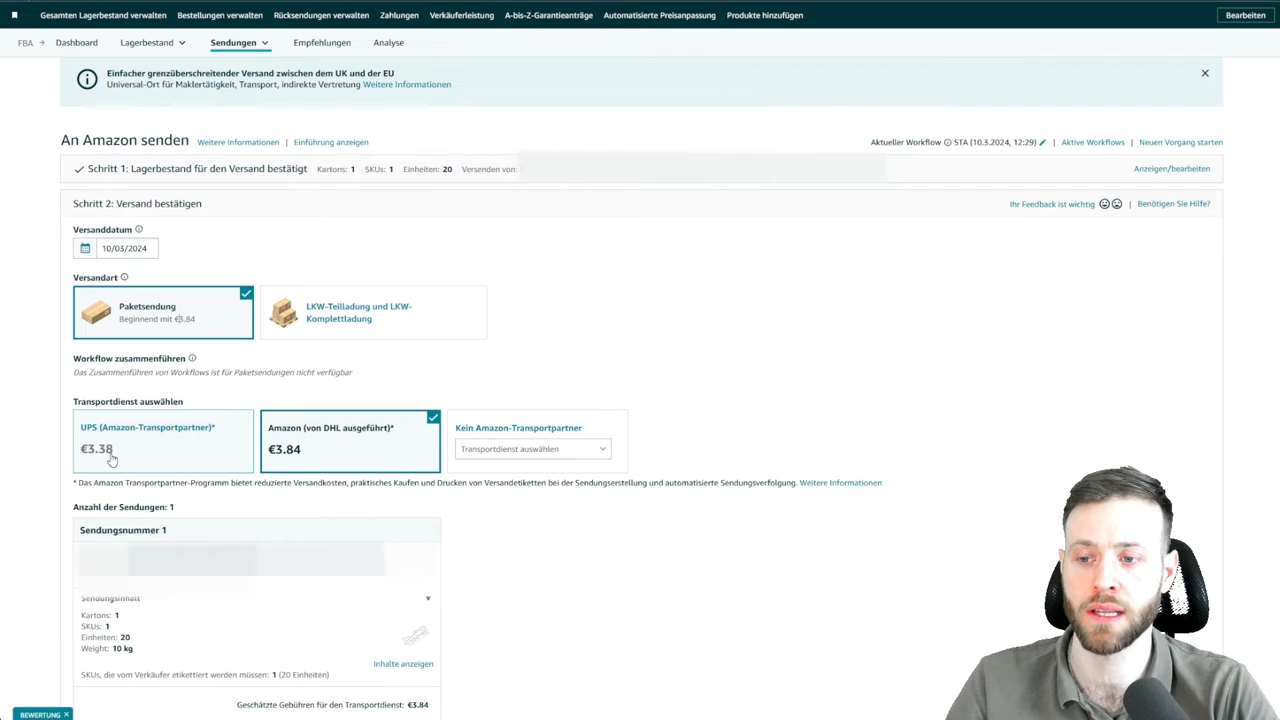 Gesamten Lagerbestand verwalten Bestellungen verwalten Rücksendungen verwalten Zahlungen Verkäuferleistung A-bis-Z-Garantieanträge Automatisierte Preisanpassung Produkte hinzufügen Bearbeiten
FBA Dashboard Lagerbestand Sendungen Empfehlungen Analyse
Einfacher grenzüberschreitender Versand zwischen dem UK und der EU
Universal-Ort für Maklertätigkeit, Transport, indirekte Vertretung Weitere Informationen
An Amazon senden Weitere Informationen | Einführung anzeigen Aktueller Workflow STA (10.3.2024, 12:29) | Aktive Workflows | Neuen Vorgang starten
Schritt 1: Lagerbestand für den Versand bestätigt Kartons: 1 SKUs: 1 Einheiten: 20 Versenden von: Anzeigen/bearbeiten
Schritt 2: Versand bestätigen Ihr Feedback ist wichtig | Benötigen Sie Hilfe?
Versanddatum
10/03/2024
Versandart
Paketsendung
Beginnend mit €3.84
LKW-Teilladung und LKW-
Komplettladung
Workflow zusammenführen
Das Zusammenführen von Workflows ist für Paketsendungen nicht verfügbar
Transportdienst auswählen
UPS (Amazon-Transportpartner)* Amazon (von DHL ausgeführt)* Kein Amazon-Transportpartner
€3.38 €3.84 Transportdienst auswählen
* Das Amazon Transportpartner-Programm bietet reduzierte Versandkosten, praktisches Kaufen und Drucken von Versandetiketten bei der Sendungserstellung und automatisierte Sendungsverfolgung. Weitere Informationen
Anzahl der Sendungen: 1
Sendungsnummer 1
Sendungsinhalt
Kartons: 1
SKUs: 1
Einheiten: 20
Weight: 10 kg
Inhalte anzeigen
SKUs, die vom Verkäufer etikettiert werden müssen: 1 (20 Einheiten)
Geschätzte Gebühren für den Transportdienst: €3.84
BEWERTUNG